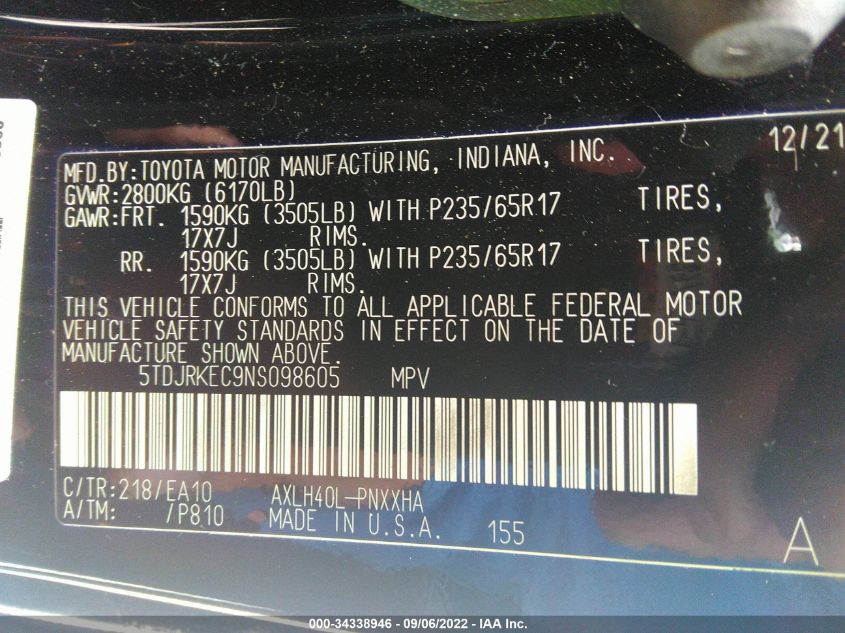 MFD.BY:TOYOTA MOTOR MANUFACTURING, INDIANA, INC. 12/21
GVWR:2800KG (6170LB)
GAWR:FRT. 1590KG (3505LB) WITH P235/65R17 TIRES,
17X7J RIMS.
RR. 1590KG (3505LB) WITH P235/65R17 TIRES,
17X7J RIMS.
THIS VEHICLE CONFORMS TO ALL APPLICABLE FEDERAL MOTOR
VEHICLE SAFETY STANDARDS IN EFFECT ON THE DATE OF
MANUFACTURE SHOWN ABOVE.
5TDJRKEC9NS098605 MPV
C/TR:218/EA10 AXLH40L-PNXXHA
A/TM: /P810 MADE IN U.S.A. 155
A
000-34338946 - 09/06/2022 - IAA Inc.